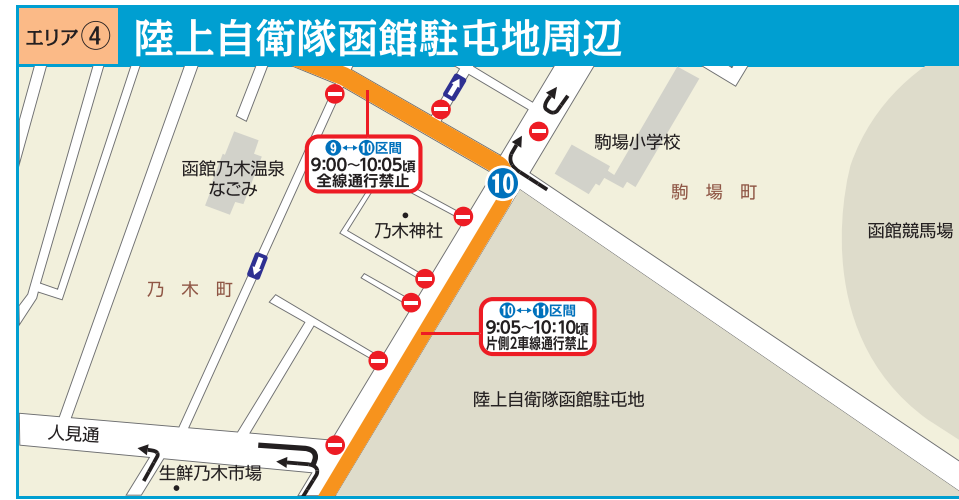 エリア④ 陸上自衛隊函館駐屯地周辺
⑨↔⑩区間
9:00～10:05頃
全線通行禁止
10
駒場小学校
函館乃木温泉
なごみ
駒場町
乃木神社
函館競馬場
乃木町
⑩↔⑪区間
9:05～10:10頃
片側2車線通行禁止
陸上自衛隊函館駐屯地
人見通
生鮮乃木市場